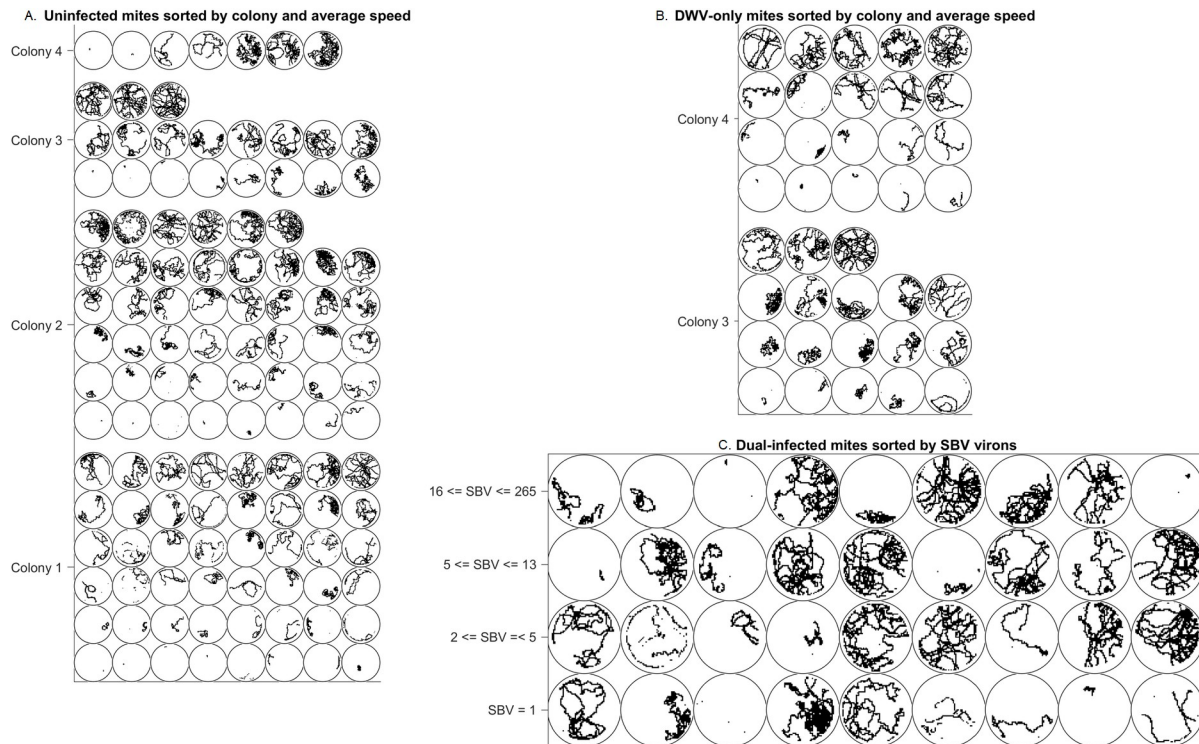 A. Uninfected mites sorted by colony and average speed
Colony 4
Colony 3
Colony 2
Colony 1
B. DWV-only mites sorted by colony and average speed
Colony 4
Colony 3
C. Dual-infected mites sorted by SBV virons
16 <= SBV <= 265
5 <= SBV <= 13
2 <= SBV =< 5
SBV = 1